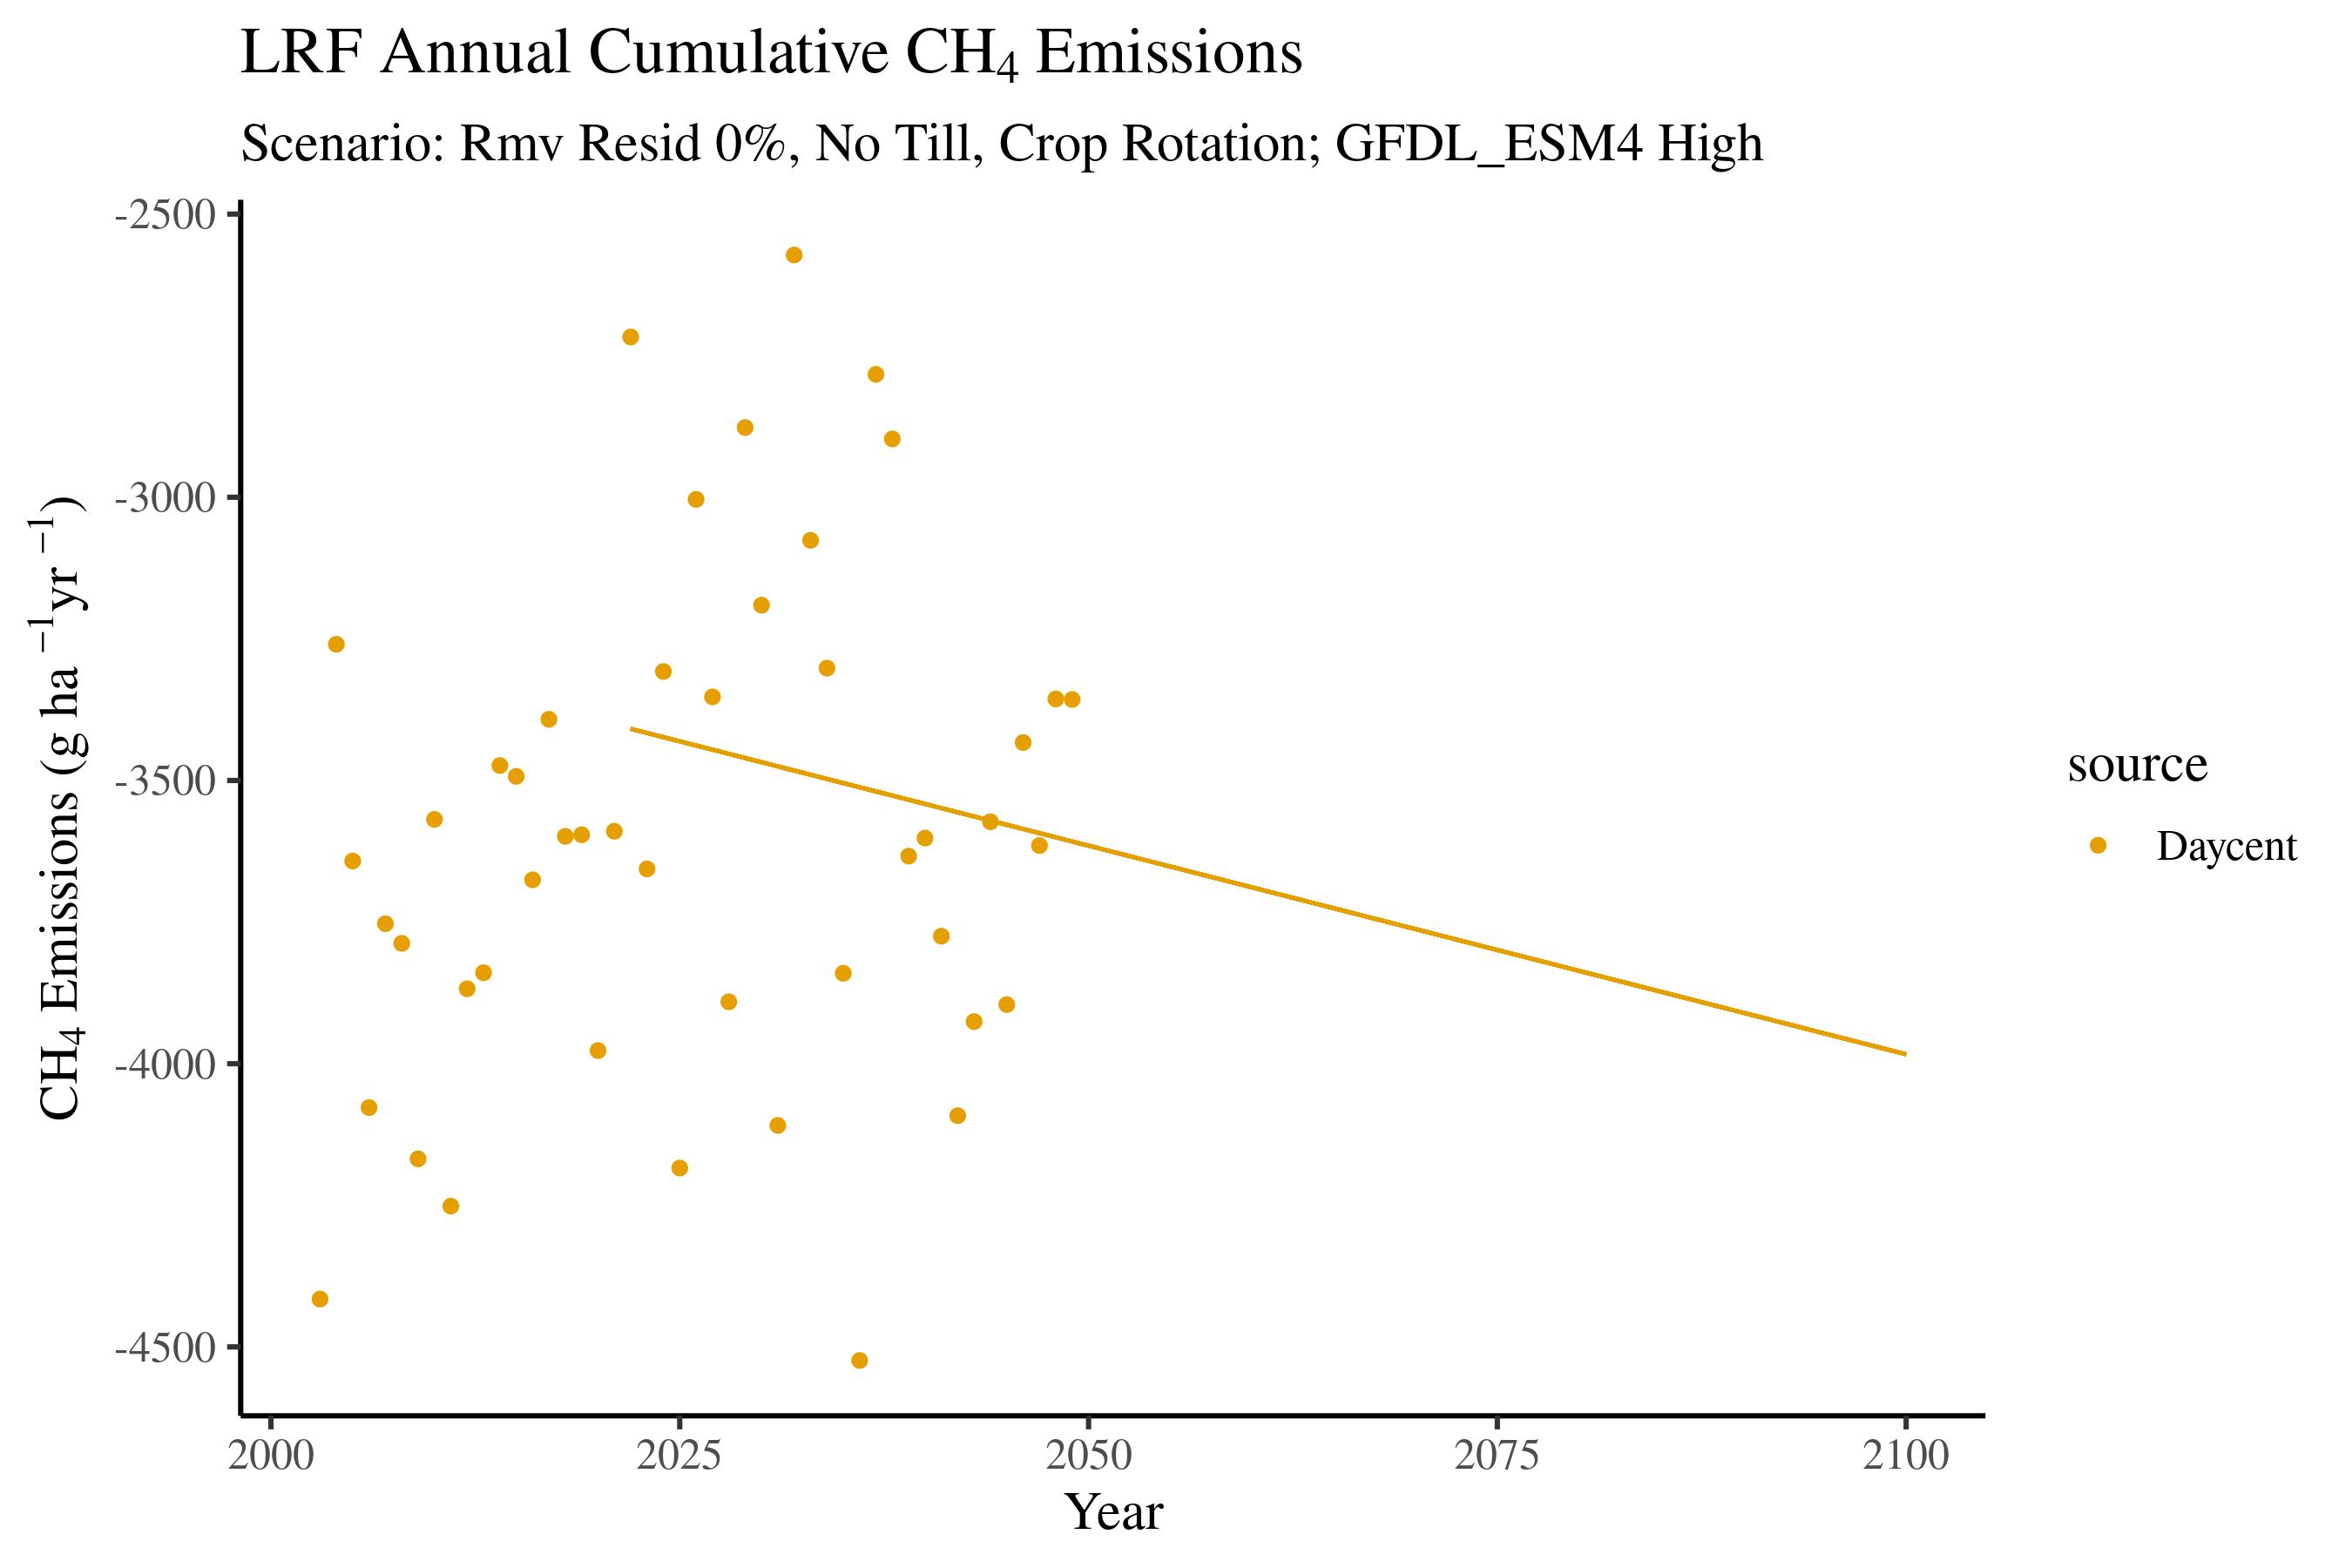 LRF Annual Cumulative CH₄ Emissions
Scenario: Rmv Resid 0%, No Till, Crop Rotation; GFDL_ESM4 High
CH₄ Emissions (g ha ⁻¹yr ⁻¹)
-2500
-3000
-3500
-4000
-4500
2000 2025 2050 2075 2100
Year
source
Daycent